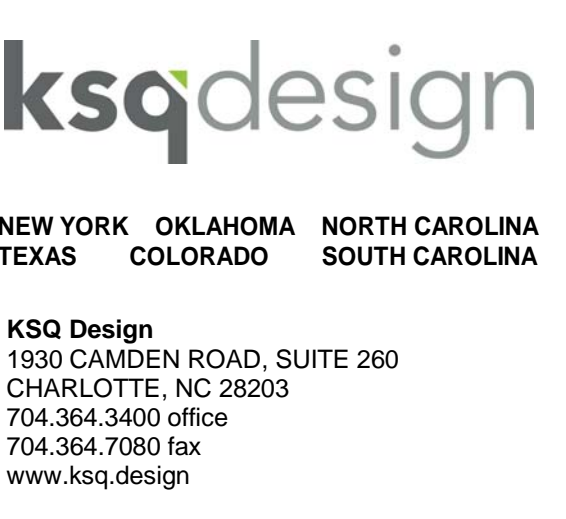 ksqdesign
NEW YORK OKLAHOMA NORTH CAROLINA
TEXAS COLORADO SOUTH CAROLINA
KSQ Design
1930 CAMDEN ROAD, SUITE 260
CHARLOTTE, NC 28203
704.364.3400 office
704.364.7080 fax
www.ksq.design